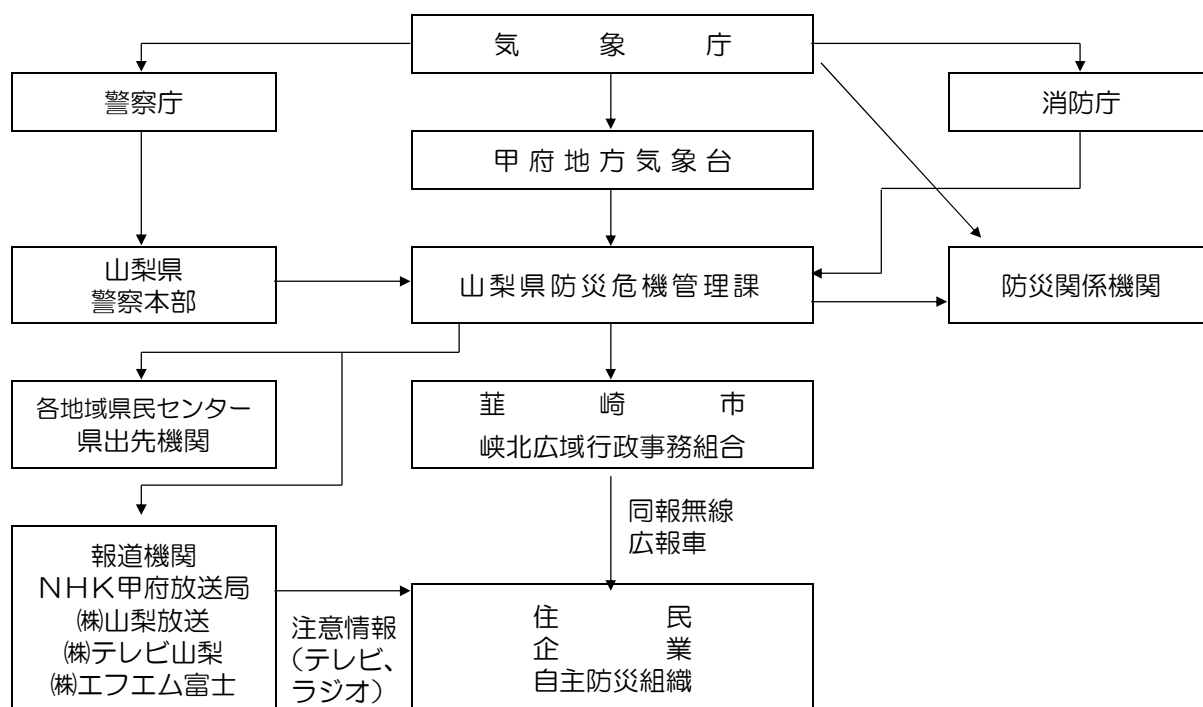 気象庁
警察庁
消防庁
甲府地方気象台
山梨県
警察本部
山梨県防災危機管理課
防災関係機関
各地域県民センター
県出先機関
韮崎市
峡北広域行政事務組合
同報無線
広報車
報道機関
NHK甲府放送局
㈱山梨放送
㈱テレビ山梨
㈱エフエム富士
注意情報
(テレビ、
ラジオ)
住民
企業
自主防災組織